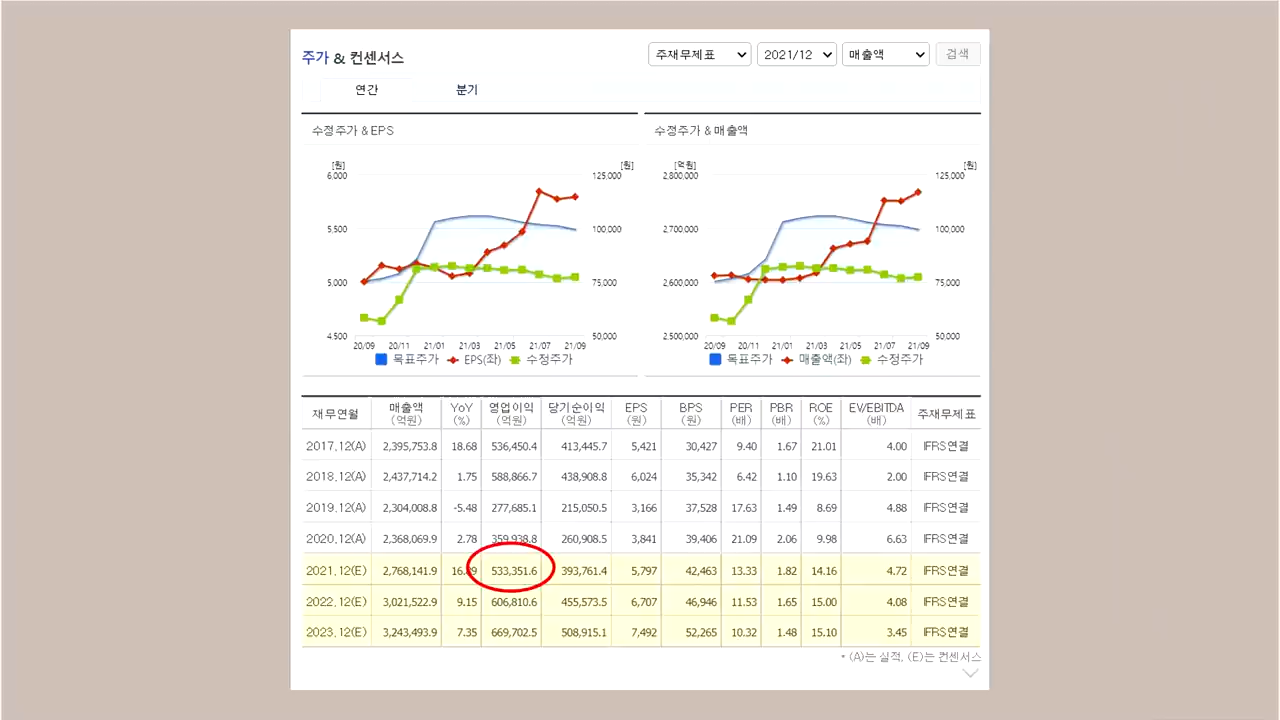 주가 & 컨센서스
주재무제표 2021/12 매출액 검색
연간 분기
수정주가 & EPS
[원] [원]
6,000 125,000
5,500 100,000
5,000 75,000
4,500 50,000
20/09 20/11 21/01 21/03 21/05 21/07 21/09
목표주가 EPS(좌) 수정주가
수정주가 & 매출액
[억원] [원]
2,800,000 125,000
2,700,000 100,000
2,600,000 75,000
2,500,000 50,000
20/09 20/11 21/01 21/03 21/05 21/07 21/09
목표주가 매출액(좌) 수정주가
재무연월 매출액 YoY 영업이익 당기순이익 EPS BPS PER PBR ROE EV/EBITDA 주재무제표
(억원) (%) (억원) (억원) (원) (원) (배) (배) (%) (배)
2017.12(A) 2,395,753.8 18.68 536,450.4 413,445.7 5,421 30,427 9.40 1.67 21.01 4.00 IFRS연결
2018.12(A) 2,437,714.2 1.75 588,866.7 438,908.8 6,024 35,342 6.42 1.10 19.63 2.00 IFRS연결
2019.12(A) 2,304,008.8 -5.48 277,685.1 215,050.5 3,166 37,528 17.63 1.49 8.69 4.88 IFRS연결
2020.12(A) 2,368,069.9 2.78 359,938.8 260,908.5 3,841 39,406 21.09 2.06 9.98 6.63 IFRS연결
2021.12(E) 2,768,141.9 16.89 533,351.6 393,761.4 5,797 42,463 13.33 1.82 14.16 4.72 IFRS연결
2022.12(E) 3,021,522.9 9.15 606,810.6 455,573.5 6,707 46,946 11.53 1.65 15.00 4.08 IFRS연결
2023.12(E) 3,243,493.9 7.35 669,702.5 508,915.1 7,492 52,265 10.32 1.48 15.10 3.45 IFRS연결
* (A)는 실적, (E)는 컨센서스